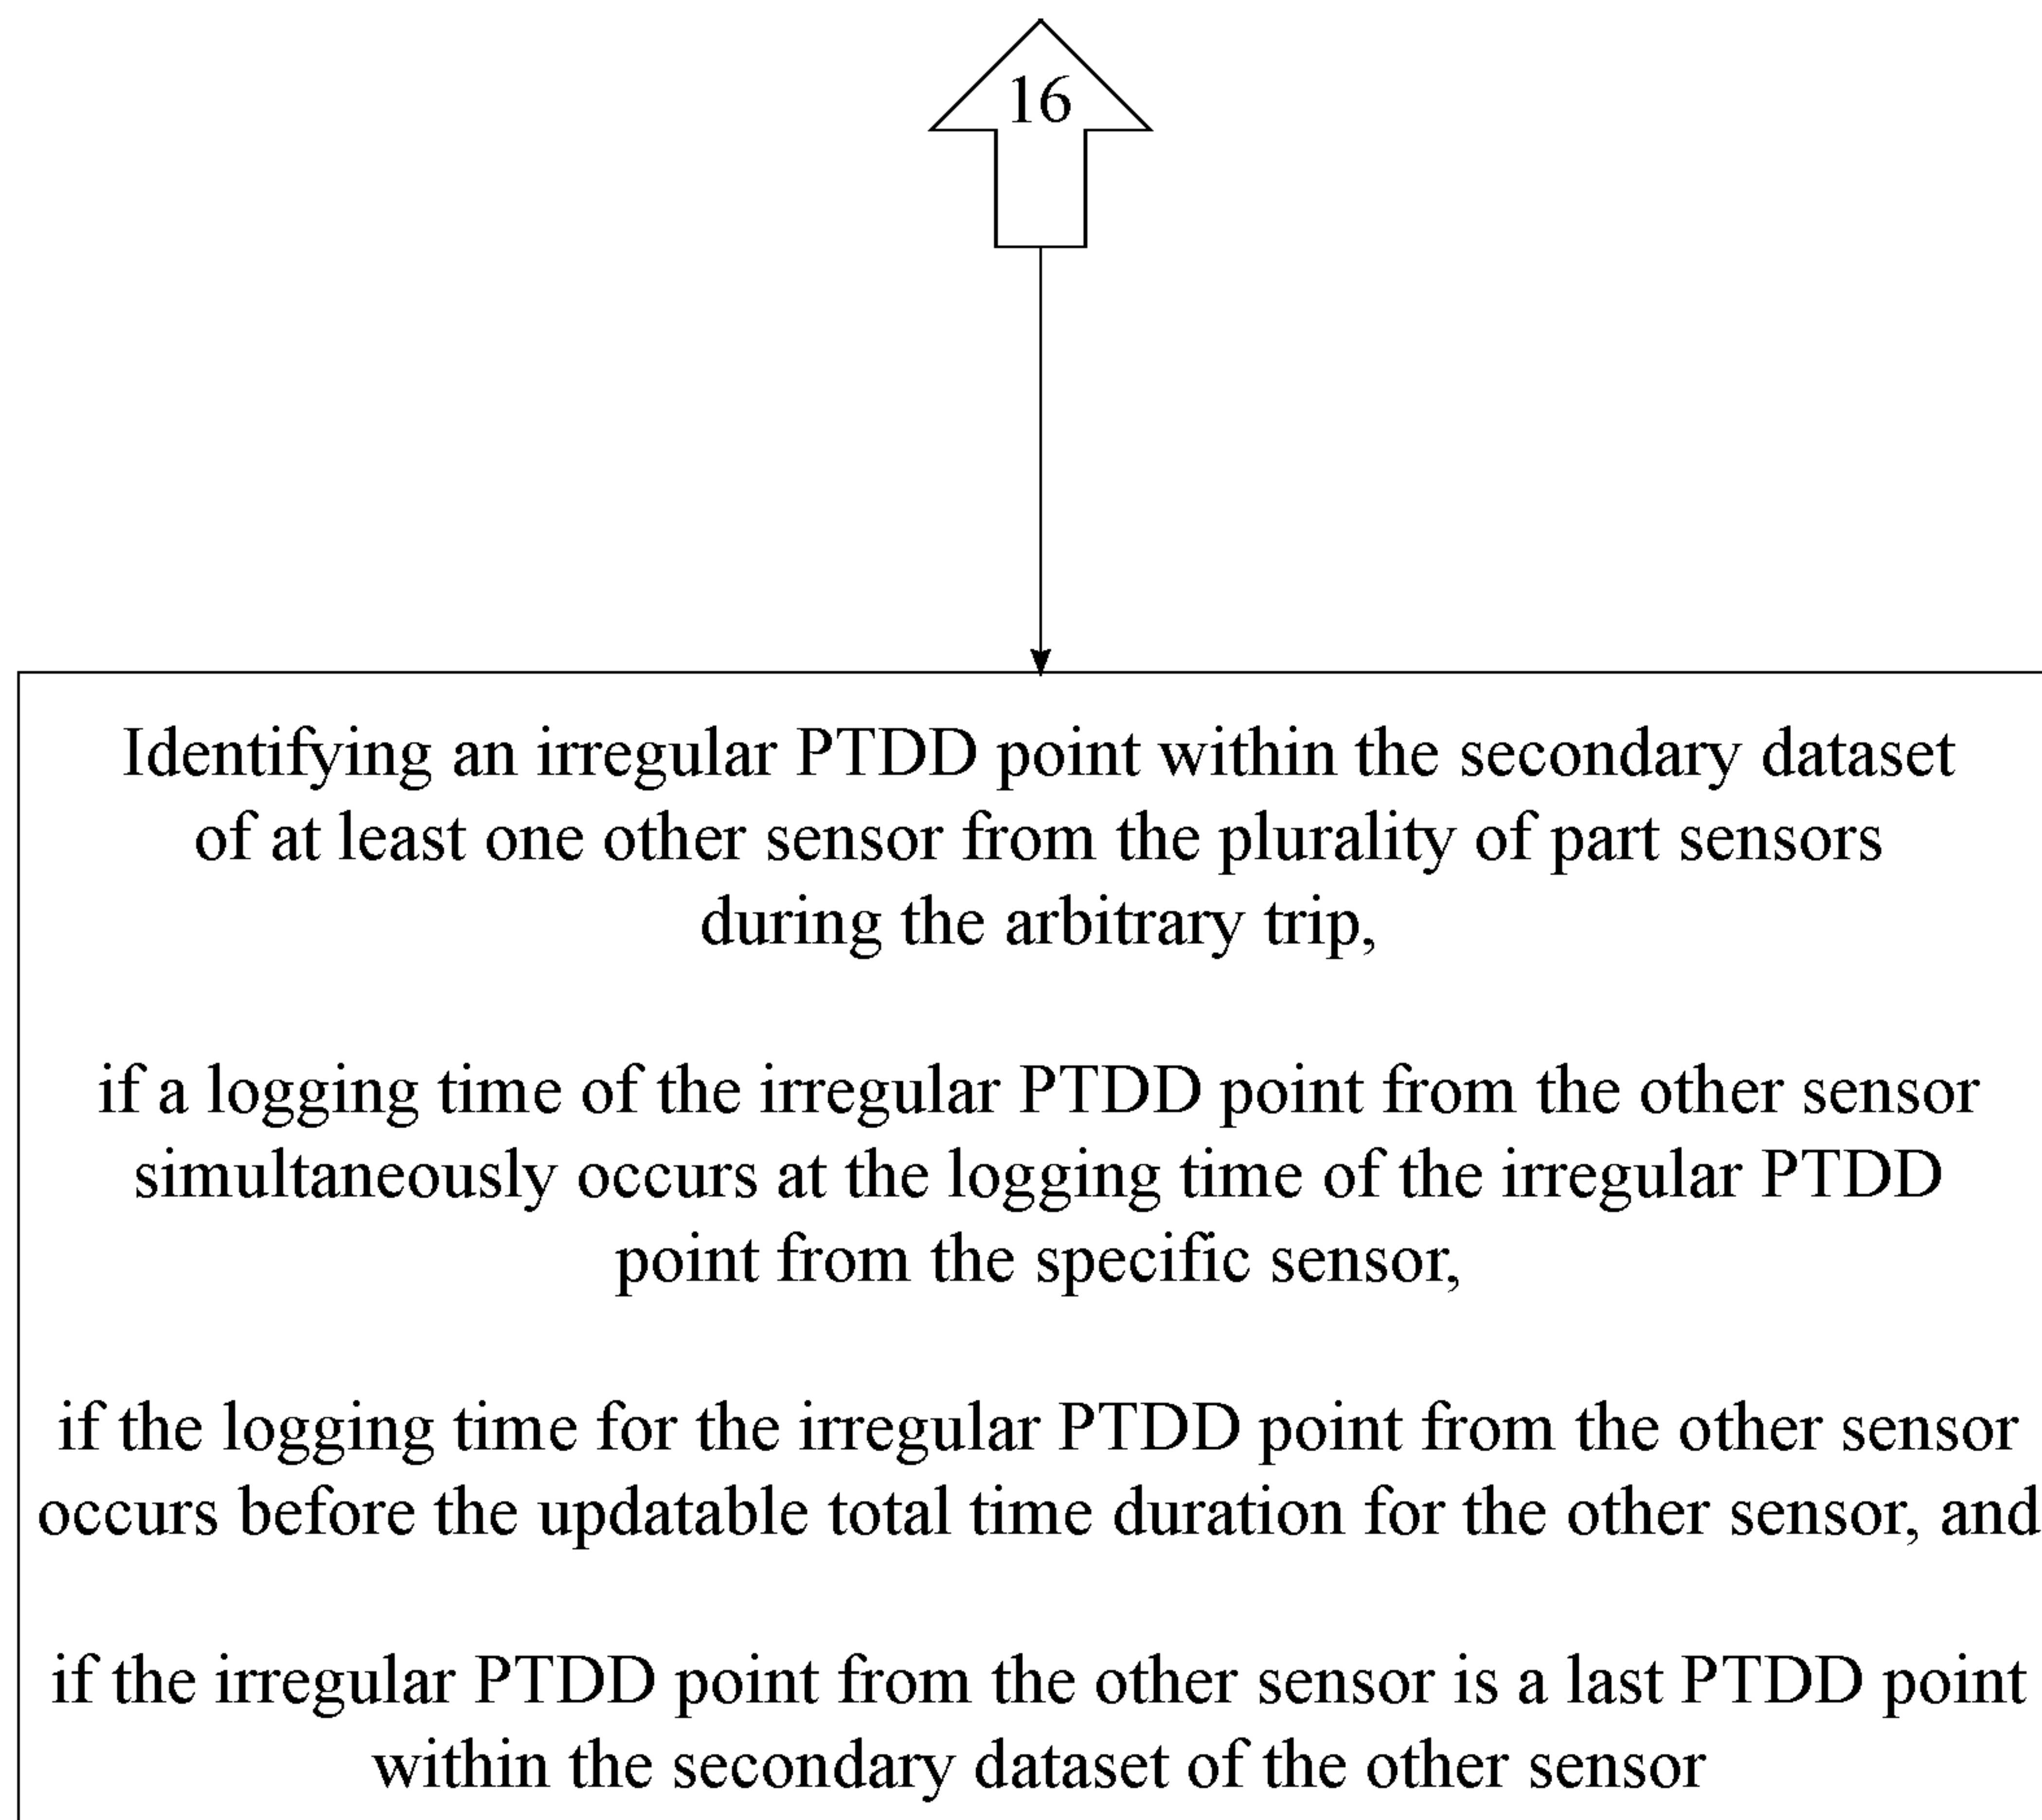 16
Identifying an irregular PTDD point within the secondary dataset
of at least one other sensor from the plurality of part sensors
during the arbitrary trip,
if a logging time of the irregular PTDD point from the other sensor
simultaneously occurs at the logging time of the irregular PTDD
point from the specific sensor,
if the logging time for the irregular PTDD point from the other sensor
occurs before the updatable total time duration for the other sensor, and
if the irregular PTDD point from the other sensor is a last PTDD point
within the secondary dataset of the other sensor